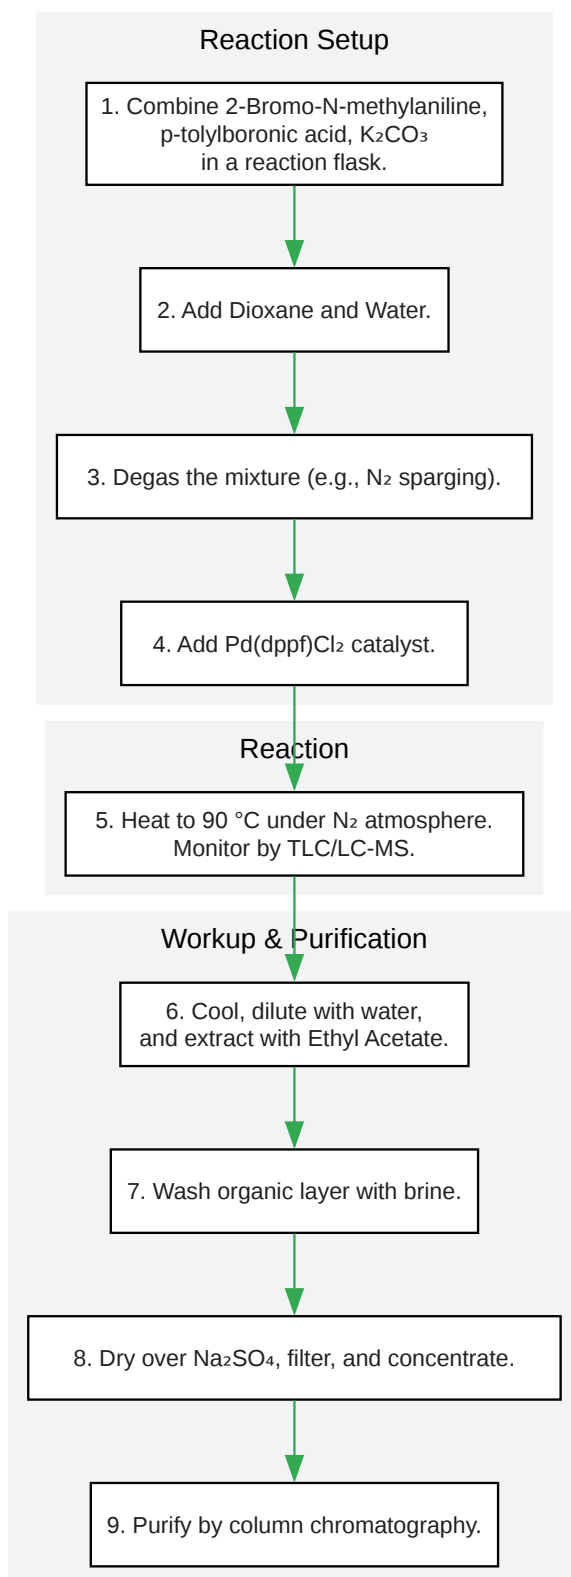 Reaction Setup
1. Combine 2-Bromo-N-methylaniline,
p-tolylboronic acid, K₂CO₃
in a reaction flask.
2. Add Dioxane and Water.
3. Degas the mixture (e.g., N₂ sparging).
4. Add Pd(dppf)Cl₂ catalyst.
Reaction
5. Heat to 90 °C under N₂ atmosphere.
Monitor by TLC/LC-MS.
Workup & Purification
6. Cool, dilute with water,
and extract with Ethyl Acetate.
7. Wash organic layer with brine.
8. Dry over Na₂SO₄, filter, and concentrate.
9. Purify by column chromatography.